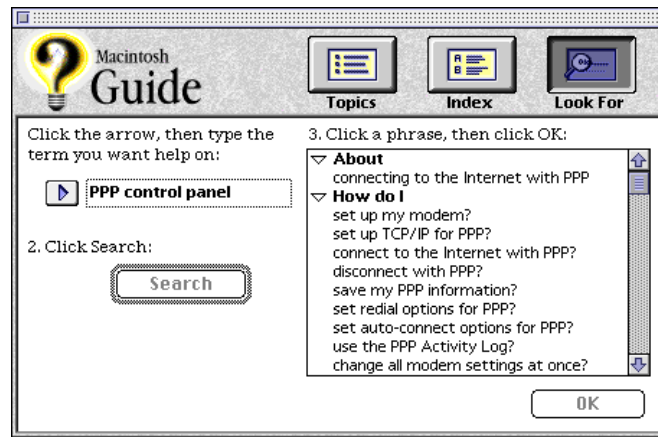 Macintosh
Guide
Topics
Index
Look For
Click the arrow, then type the
term you want help on:
PPP control panel
2. Click Search:
Search
3. Click a phrase, then click OK:
About
connecting to the Internet with PPP
How do I
set up my modem?
set up TCP/IP for PPP?
connect to the Internet with PPP?
disconnect with PPP?
save my PPP information?
set redial options for PPP?
set auto-connect options for PPP?
use the PPP Activity Log?
change all modem settings at once?
OK